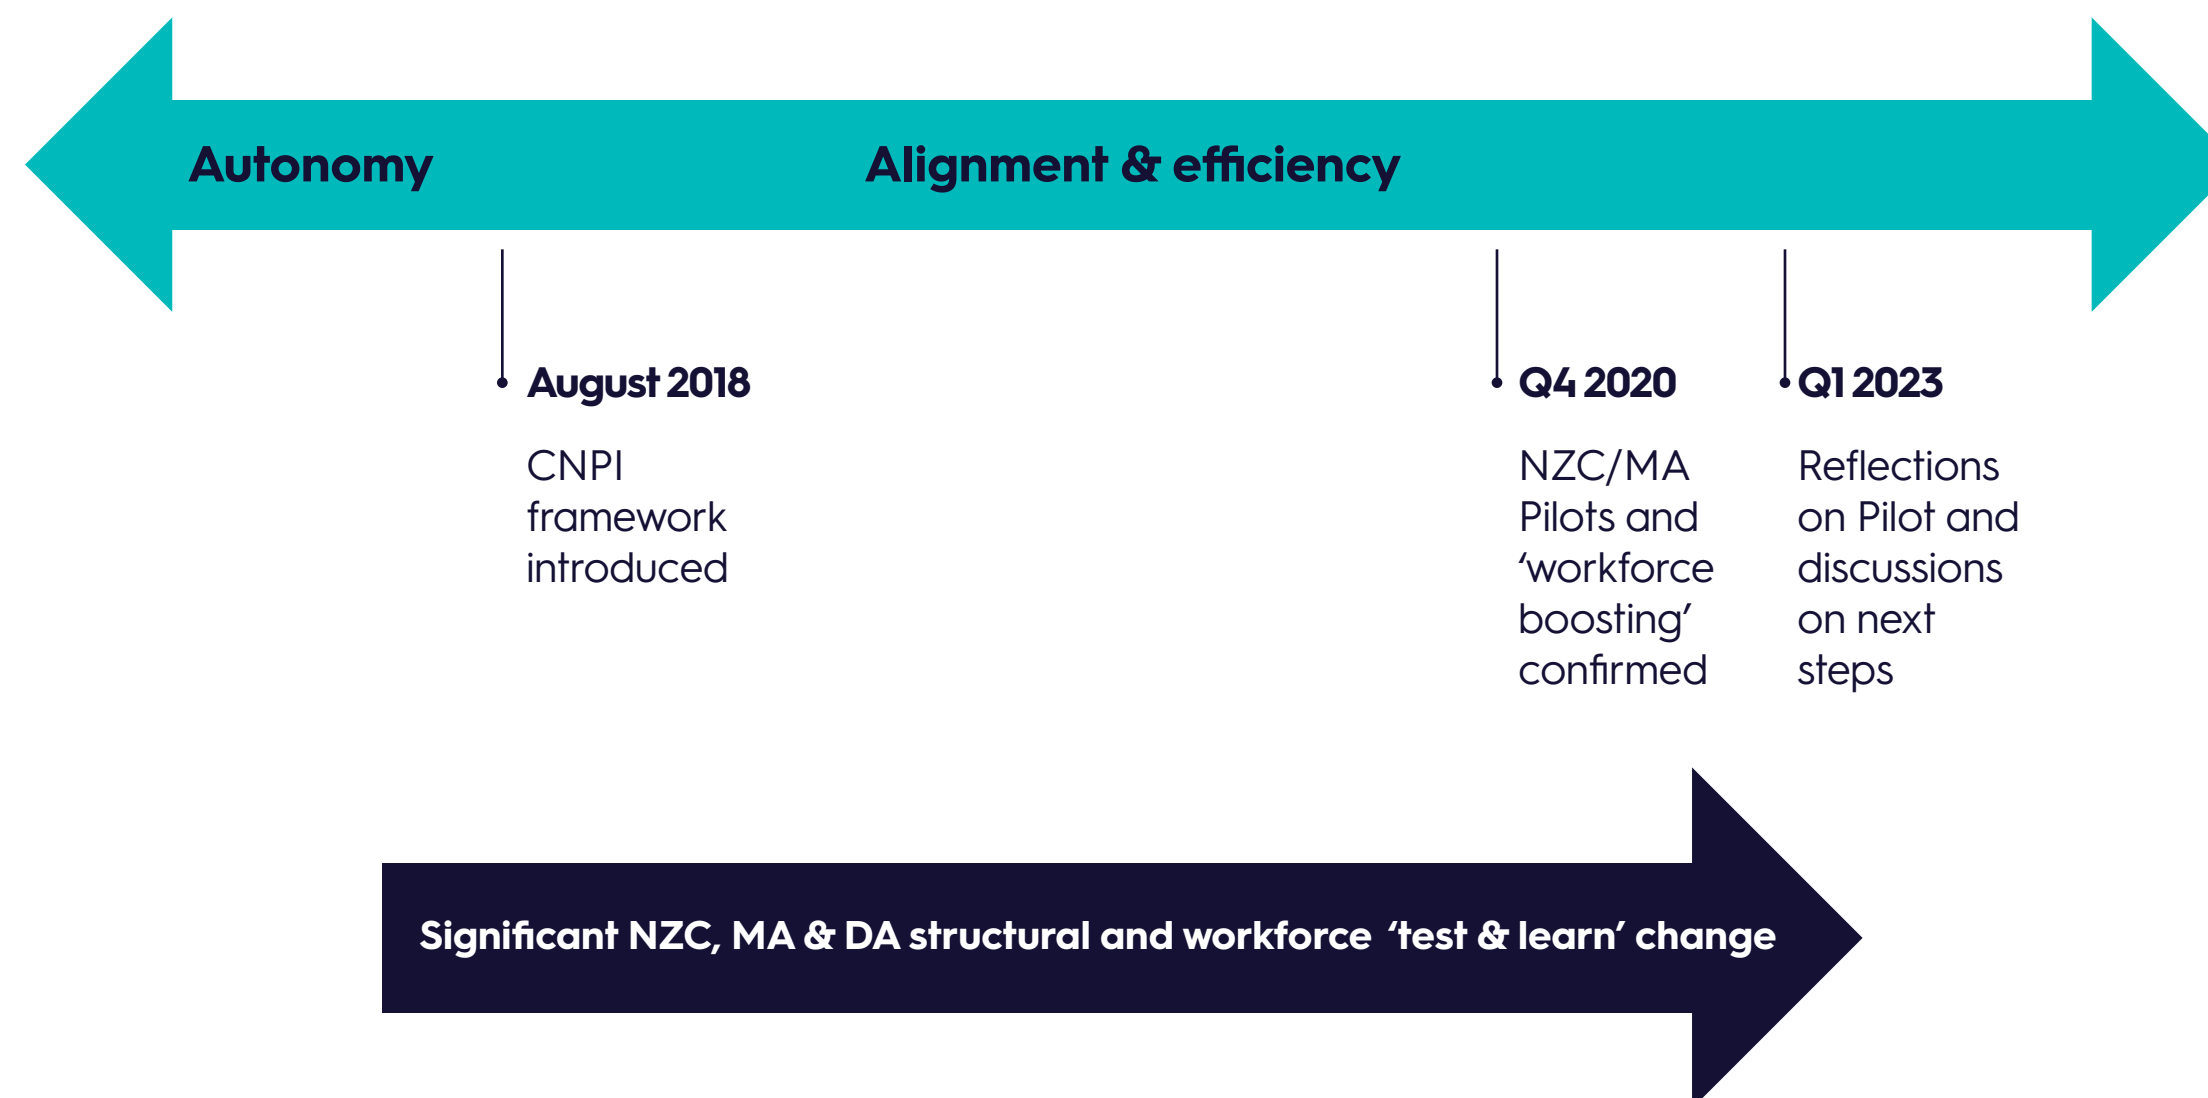 Autonomy
Alignment & efficiency
August 2018
CNPI
framework
introduced
Q4 2020
NZC/MA
Pilots and
‘workforce
boosting’
confirmed
Q1 2023
Reflections
on Pilot and
discussions
on next
steps
Significant NZC, MA & DA structural and workforce ‘test & learn’ change